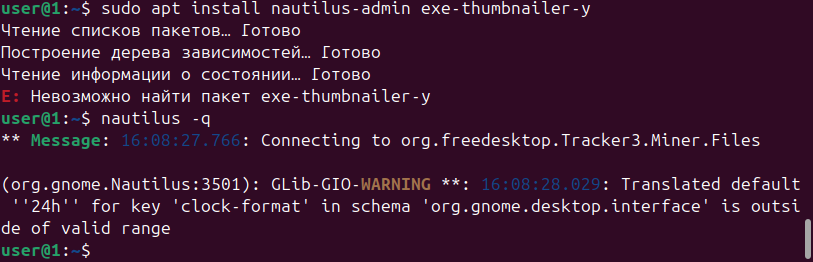 user@1:~$ sudo apt install nautilus-admin exe-thumbnailer-y
Чтение списков пакетов… Готово
Построение дерева зависимостей… Готово
Чтение информации о состоянии… Готово
E: Невозможно найти пакет exe-thumbnailer-y
user@1:~$ nautilus -q
** Message: 16:08:27.766: Connecting to org.freedesktop.Tracker3.Miner.Files
(org.gnome.Nautilus:3501): GLib-GIO-WARNING **: 16:08:28.029: Translated default
''24h'' for key 'clock-format' in schema 'org.gnome.desktop.interface' is outsi
de of valid range
user@1:~$